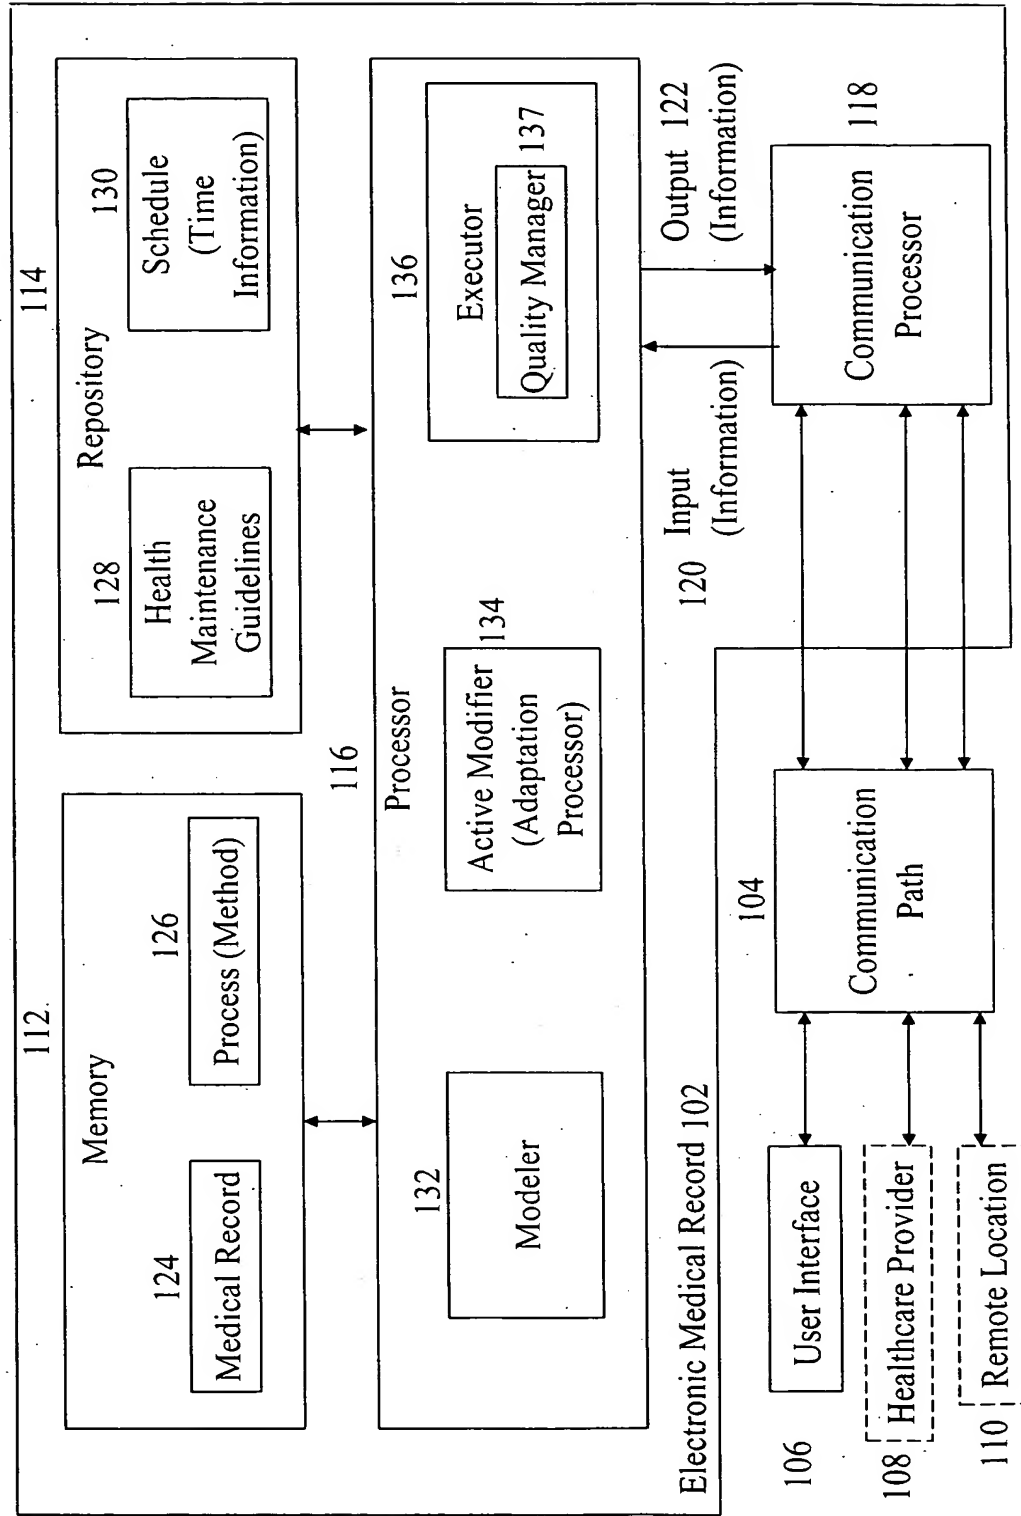 112.
Memory
124
Medical Record
126
Process (Method)
114
Repository
128
Health
Maintenance
Guidelines
130
Schedule
(Time
Information)
116
Processor
132
Modeler
Active Modifier
(Adaptation
Processor)
134
136
Executor
Quality Manager
137
Electronic Medical Record 102
120
Input
(Information)
Output 122
(Information)
118
Communication
Processor
104
Communication
Path
106
User Interface
108
Healthcare Provider
110
Remote Location